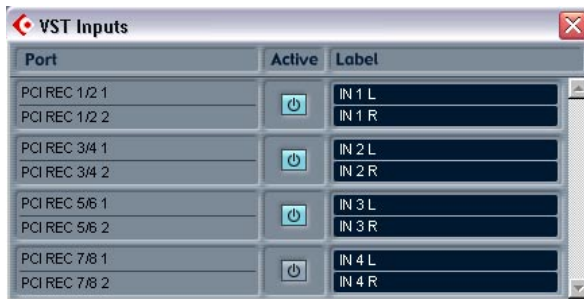 VST Inputs
Port Active Label
PCI REC 1/2 1 IN 1 L
PCI REC 1/2 2 IN 1 R
PCI REC 3/4 1 IN 2 L
PCI REC 3/4 2 IN 2 R
PCI REC 5/6 1 IN 3 L
PCI REC 5/6 2 IN 3 R
PCI REC 7/8 1 IN 4 L
PCI REC 7/8 2 IN 4 R